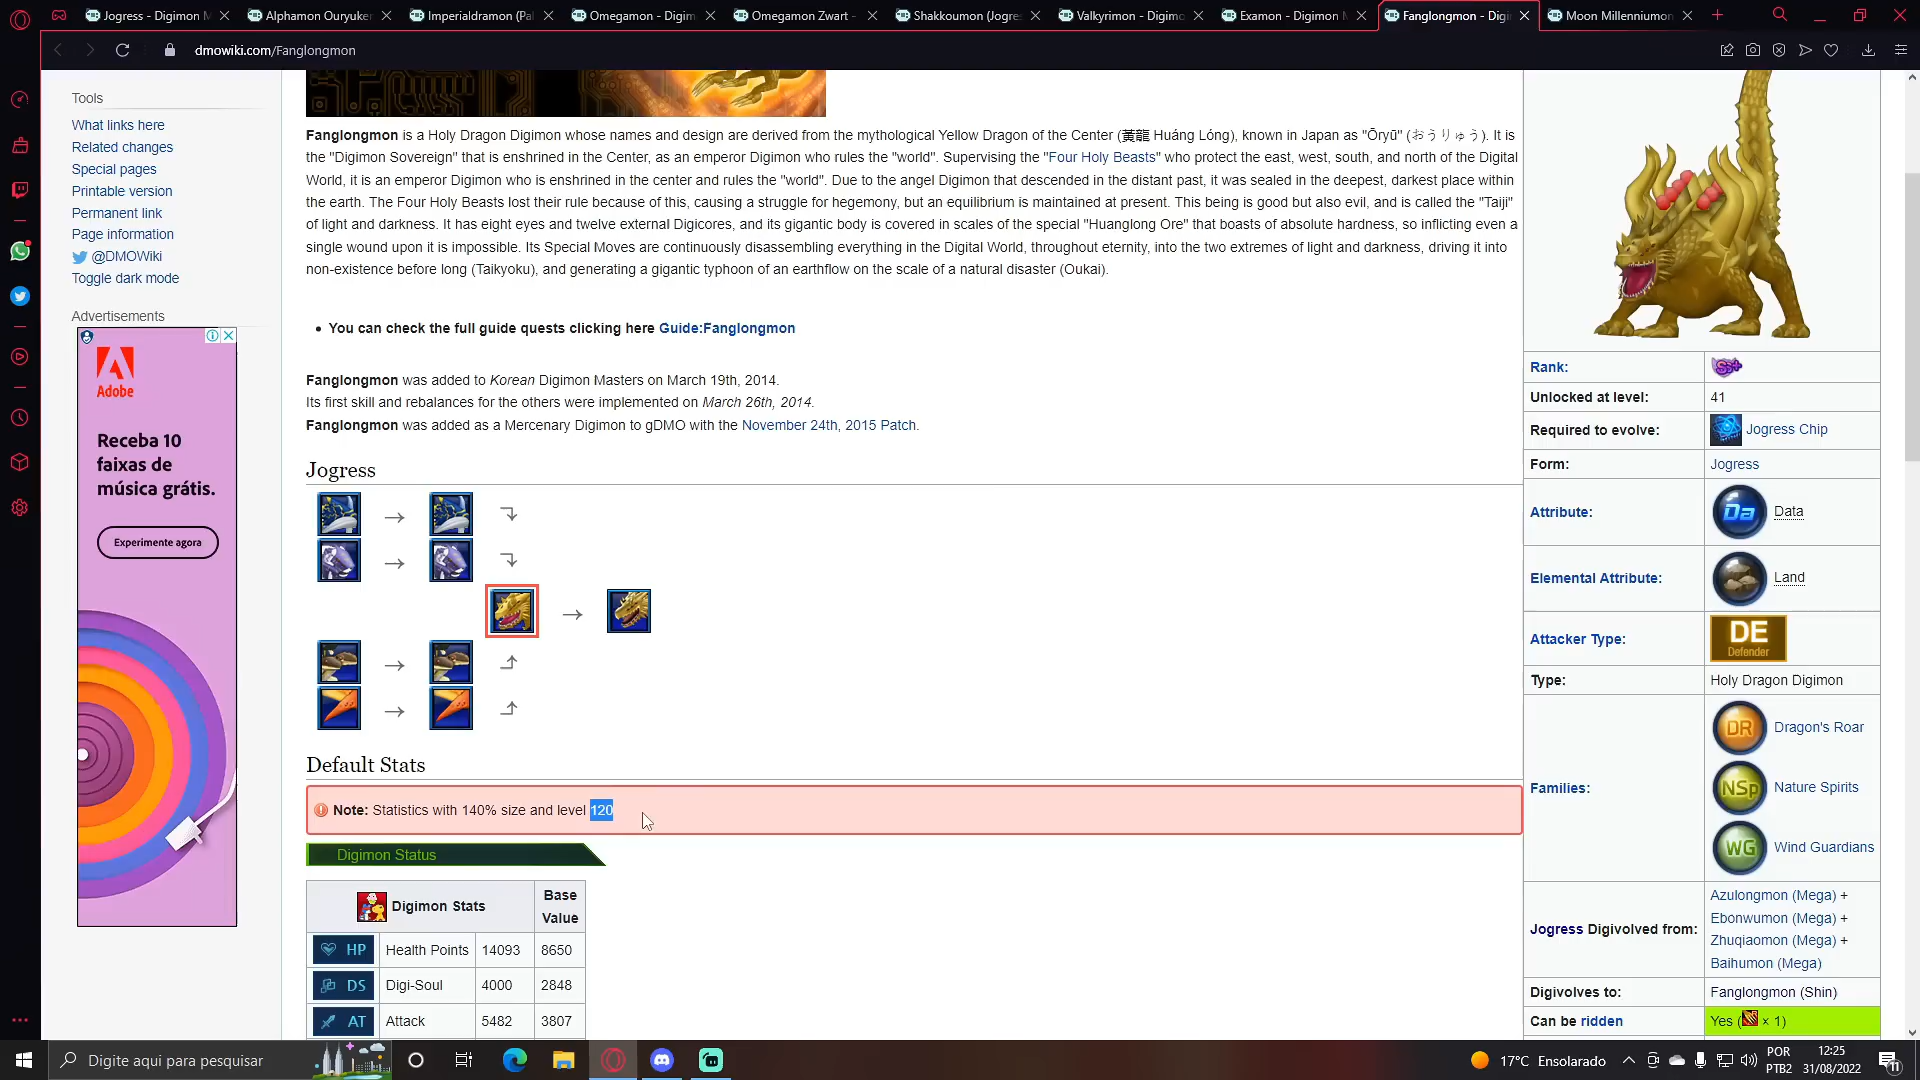 Jogress - Digimon M
Alphamon Ouryuken
Imperialdramon (Pal
Omegamon - Digim
Omegamon Zwart -
Shakkoumon (Jogres
Valkyrimon - Digimo
Examon - Digimon M
Fanglongmon - Digi
Moon Millenniumon
dmowiki.com/Fanglongmon
Tools
What links here
Related changes
Special pages
Printable version
Permanent link
Page information
@DMOWiki
Toggle dark mode
Advertisements
Adobe
Receba 10
faixas de
música grátis.
Experimente agora
Fanglongmon is a Holy Dragon Digimon whose names and design are derived from the mythological Yellow Dragon of the Center (黃龍 Huáng Lóng), known in Japan as "Ōryū" (おうりゅう). It is
the "Digimon Sovereign" that is enshrined in the Center, as an emperor Digimon who rules the "world". Supervising the "Four Holy Beasts" who protect the east, west, south, and north of the Digital
World, it is an emperor Digimon who is enshrined in the center and rules the "world". Due to the angel Digimon that descended in the distant past, it was sealed in the deepest, darkest place within
the earth. The Four Holy Beasts lost their rule because of this, causing a struggle for hegemony, but an equilibrium is maintained at present. This being is good but also evil, and is called the "Taiji"
of light and darkness. It has eight eyes and twelve external Digicores, and its gigantic body is covered in scales of the special "Huanglong Ore" that boasts of absolute hardness, so inflicting even a
single wound upon it is impossible. Its Special Moves are continuously disassembling everything in the Digital World, throughout eternity, into the two extremes of light and darkness, driving it into
non-existence before long (Taikyoku), and generating a gigantic typhoon of an earthflow on the scale of a natural disaster (Oukai).
You can check the full guide quests clicking here Guide:Fanglongmon
Fanglongmon was added to Korean Digimon Masters on March 19th, 2014.
Its first skill and rebalances for the others were implemented on March 26th, 2014.
Fanglongmon was added as a Mercenary Digimon to gDMO with the November 24th, 2015 Patch.
Jogress
Default Stats
Note: Statistics with 140% size and level 120
Digimon Status
Digimon Stats Base Value
HP Health Points 14093 8650
DS Digi-Soul 4000 2848
AT Attack 5482 3807
Rank: SS+
Unlocked at level: 41
Required to evolve: Jogress Chip
Form: Jogress
Attribute: Da Data
Elemental Attribute: Land
Attacker Type: DE Defender
Type: Holy Dragon Digimon
Families:
DR Dragon's Roar
NSp Nature Spirits
WG Wind Guardians
Jogress Digivolved from:
Azulongmon (Mega) +
Ebonwumon (Mega) +
Zhuqiaomon (Mega) +
Baihumon (Mega)
Digivolves to: Fanglongmon (Shin)
Can be ridden Yes ( × 1)
Digite aqui para pesquisar
17°C Ensolarado
POR
PTB2
12:25
31/08/2022
11